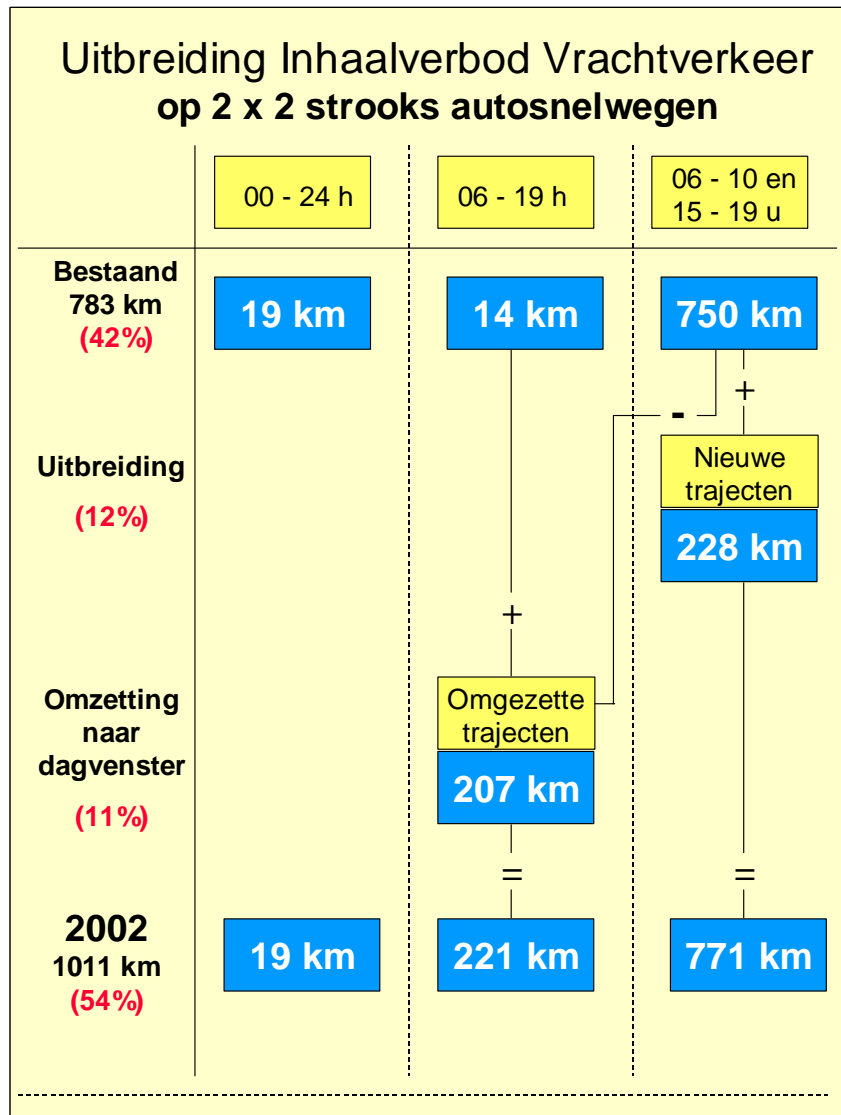 Uitbreiding Inhaalverbod Vrachtverkeer
op 2 x 2 strooks autosnelwegen
00 - 24 h
06 - 19 h
06 - 10 en
15 - 19 u
Bestaand
783 km
(42%)
19 km
14 km
750 km
+
-
Uitbreiding
(12%)
Nieuwe
trajecten
228 km
+
Omzetting
naar
dagvenster
(11%)
Omgezette
trajecten
207 km
=
=
2002
1011 km
(54%)
19 km
221 km
771 km